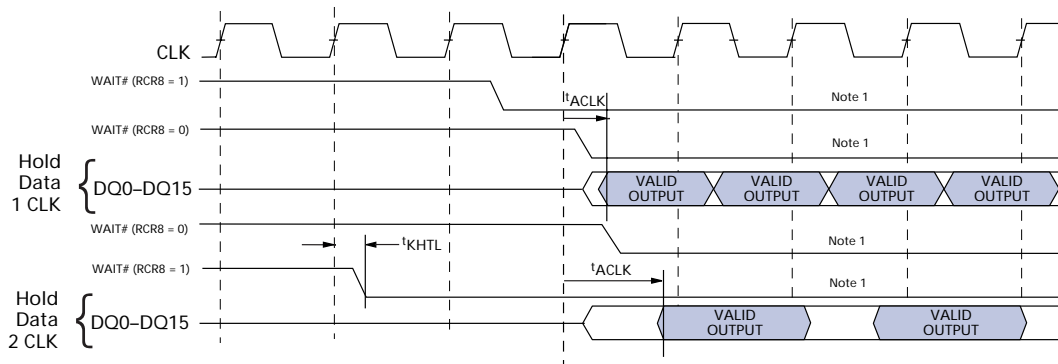 CLK
WAIT# (RCR8 = 1)
Note 1
tACLK
WAIT# (RCR8 = 0)
Note 1
Hold
Data
1 CLK
DQ0–DQ15
VALID
OUTPUT
VALID
OUTPUT
VALID
OUTPUT
VALID
OUTPUT
WAIT# (RCR8 = 0)
Note 1
tKHTL
WAIT# (RCR8 = 1)
tACLK
Note 1
Hold
Data
2 CLK
DQ0–DQ15
VALID
OUTPUT
VALID
OUTPUT